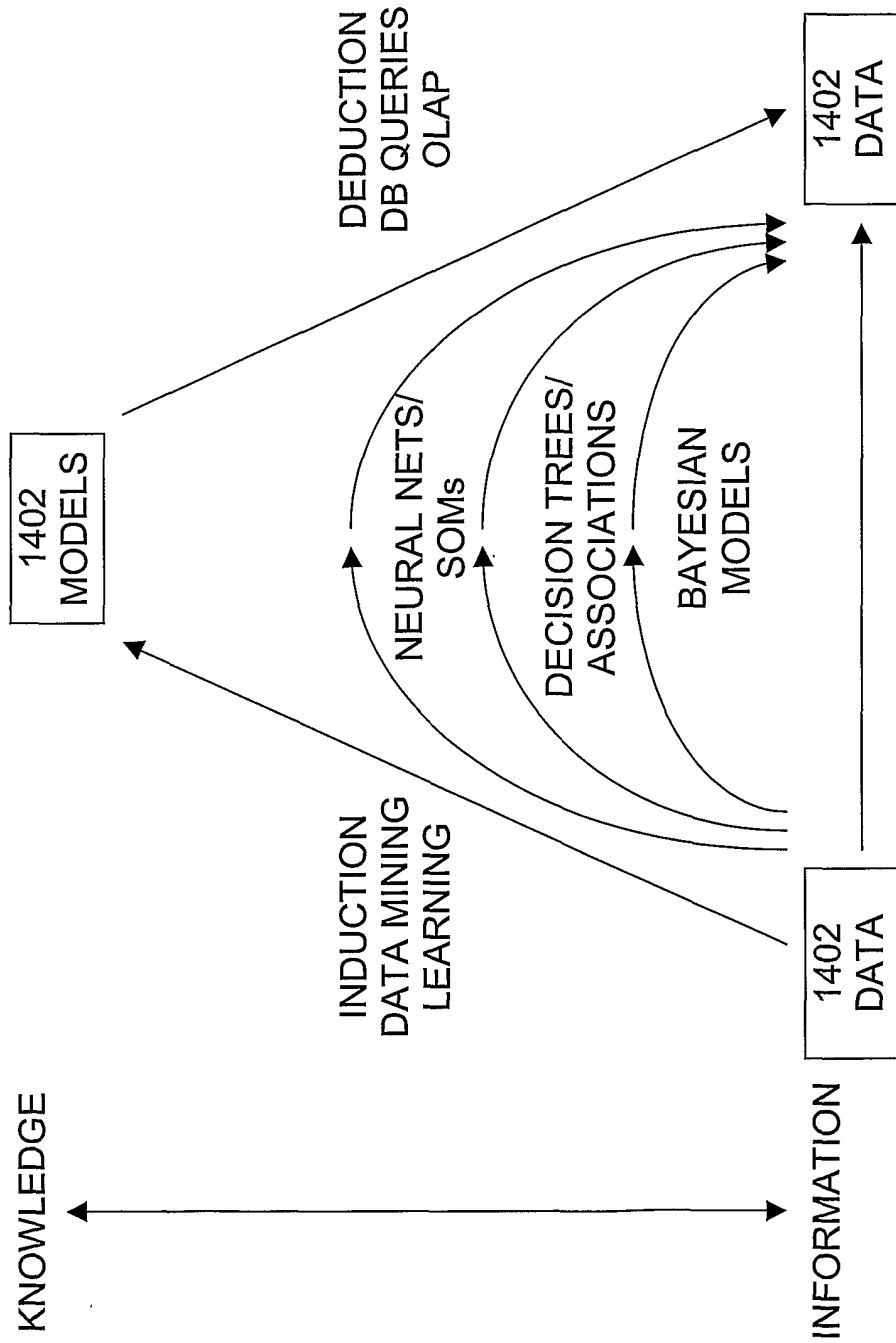 KNOWLEDGE
1402
MODELS
INDUCTION
DATA MINING
LEARNING
DEDUCTION
DB QUERIES
OLAP
NEURAL NETS/
SOMs
DECISION TREES/
ASSOCIATIONS
BAYESIAN
MODELS
INFORMATION
1402
DATA
1402
DATA